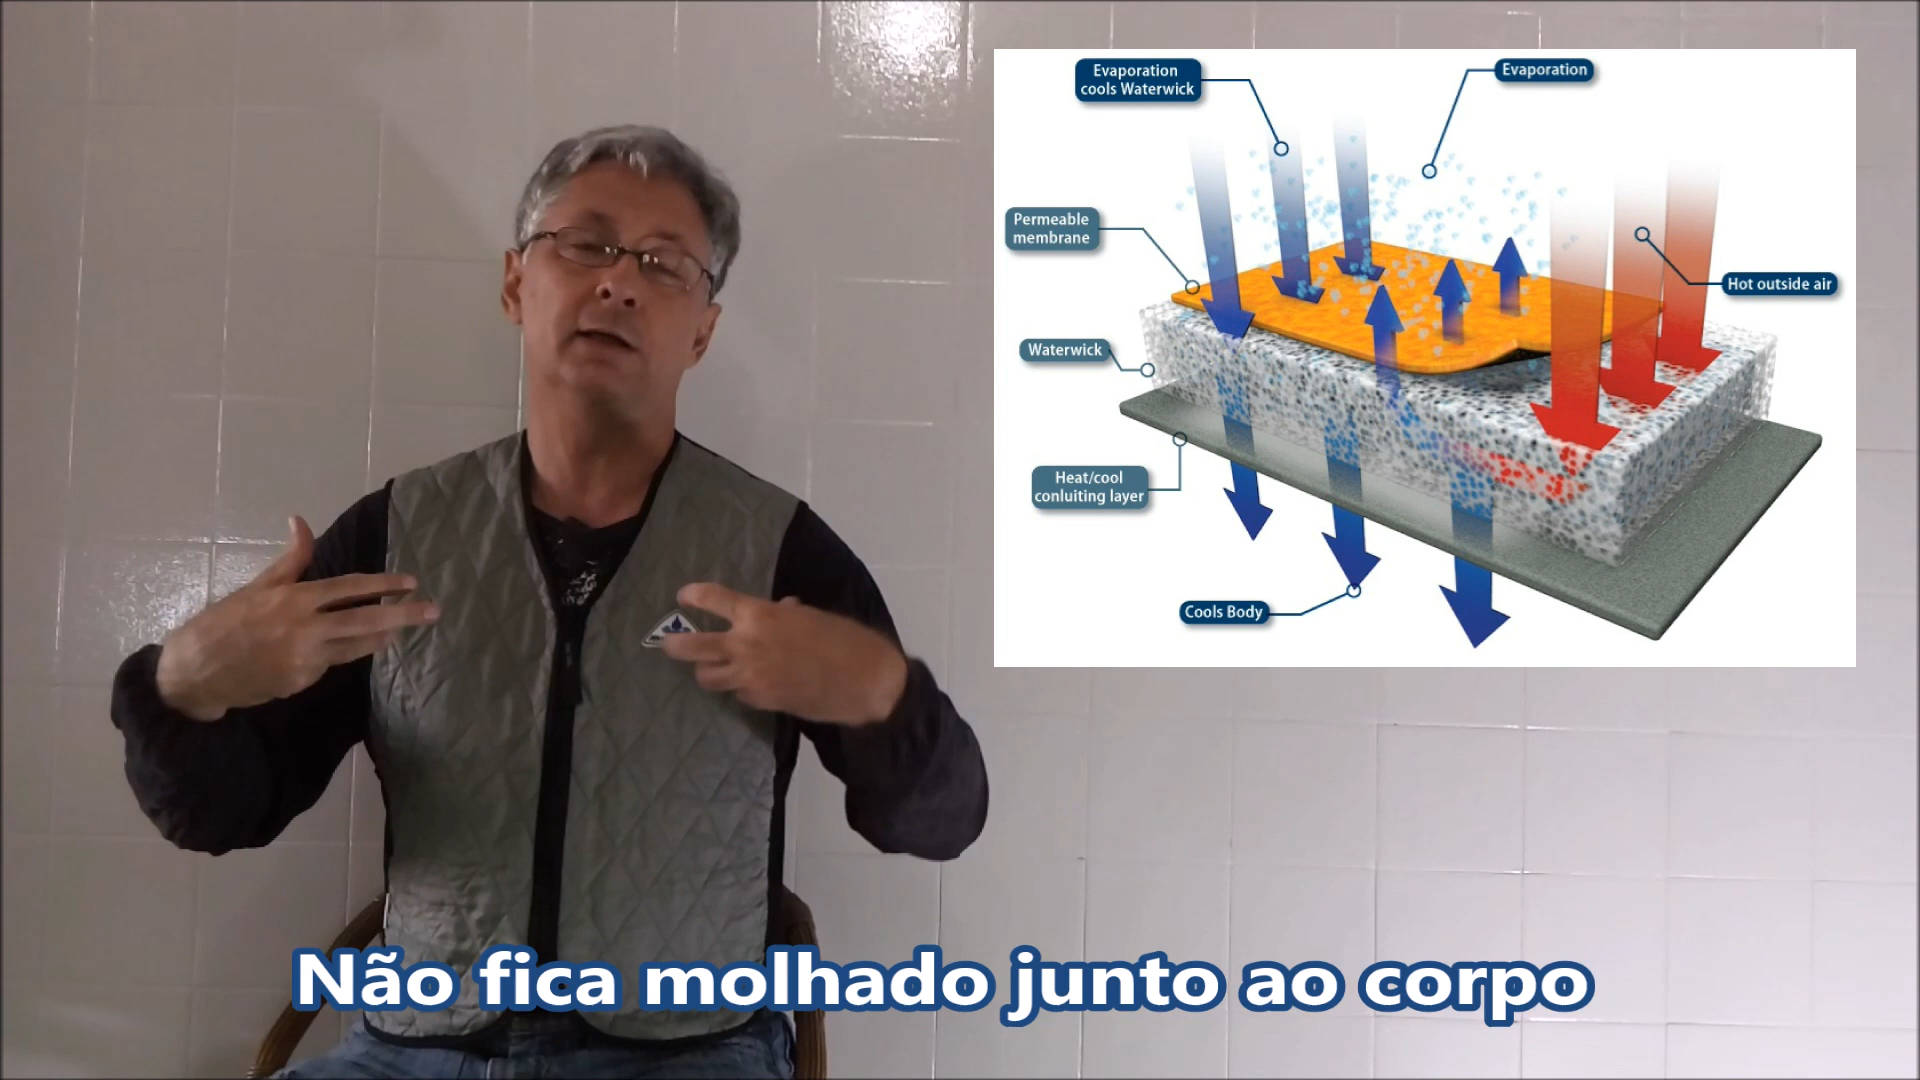 Evaporation
cools Waterwick
Evaporation
Permeable
membrane
Hot outside air
Waterwick
Heat/cool
conluiting layer
Cools Body
Não fica molhado junto ao corpo